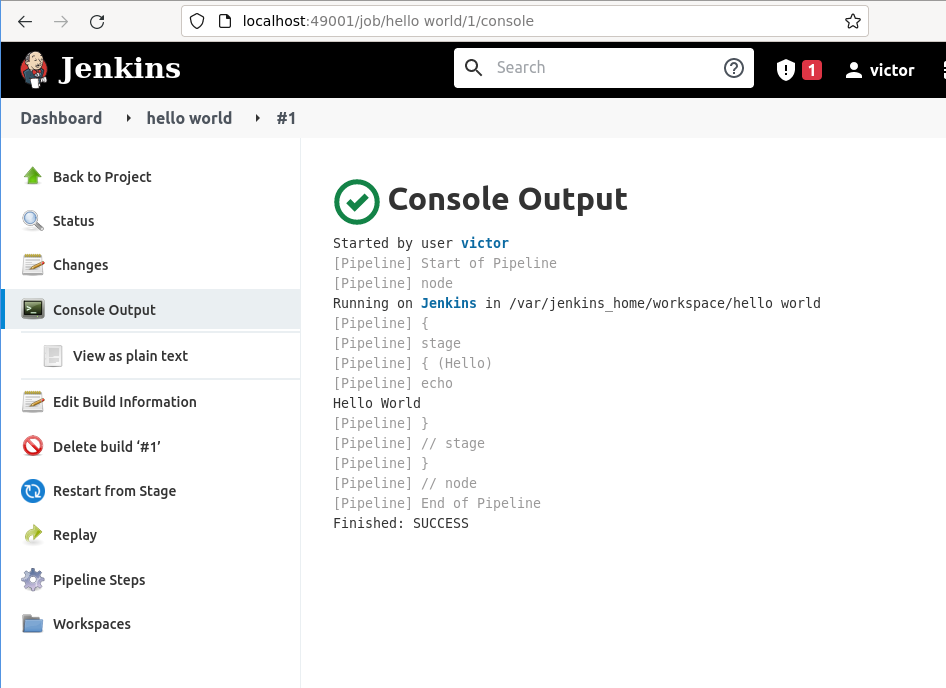 localhost:49001/job/hello world/1/console
Jenkins
Search
1
victor
Dashboard
hello world
#1
Back to Project
Status
Changes
Console Output
View as plain text
Edit Build Information
Delete build ‘#1’
Restart from Stage
Replay
Pipeline Steps
Workspaces
Console Output
Started by user victor
[Pipeline] Start of Pipeline
[Pipeline] node
Running on Jenkins in /var/jenkins_home/workspace/hello world
[Pipeline] {
[Pipeline] stage
[Pipeline] { (Hello)
[Pipeline] echo
Hello World
[Pipeline] }
[Pipeline] // stage
[Pipeline] }
[Pipeline] // node
[Pipeline] End of Pipeline
Finished: SUCCESS